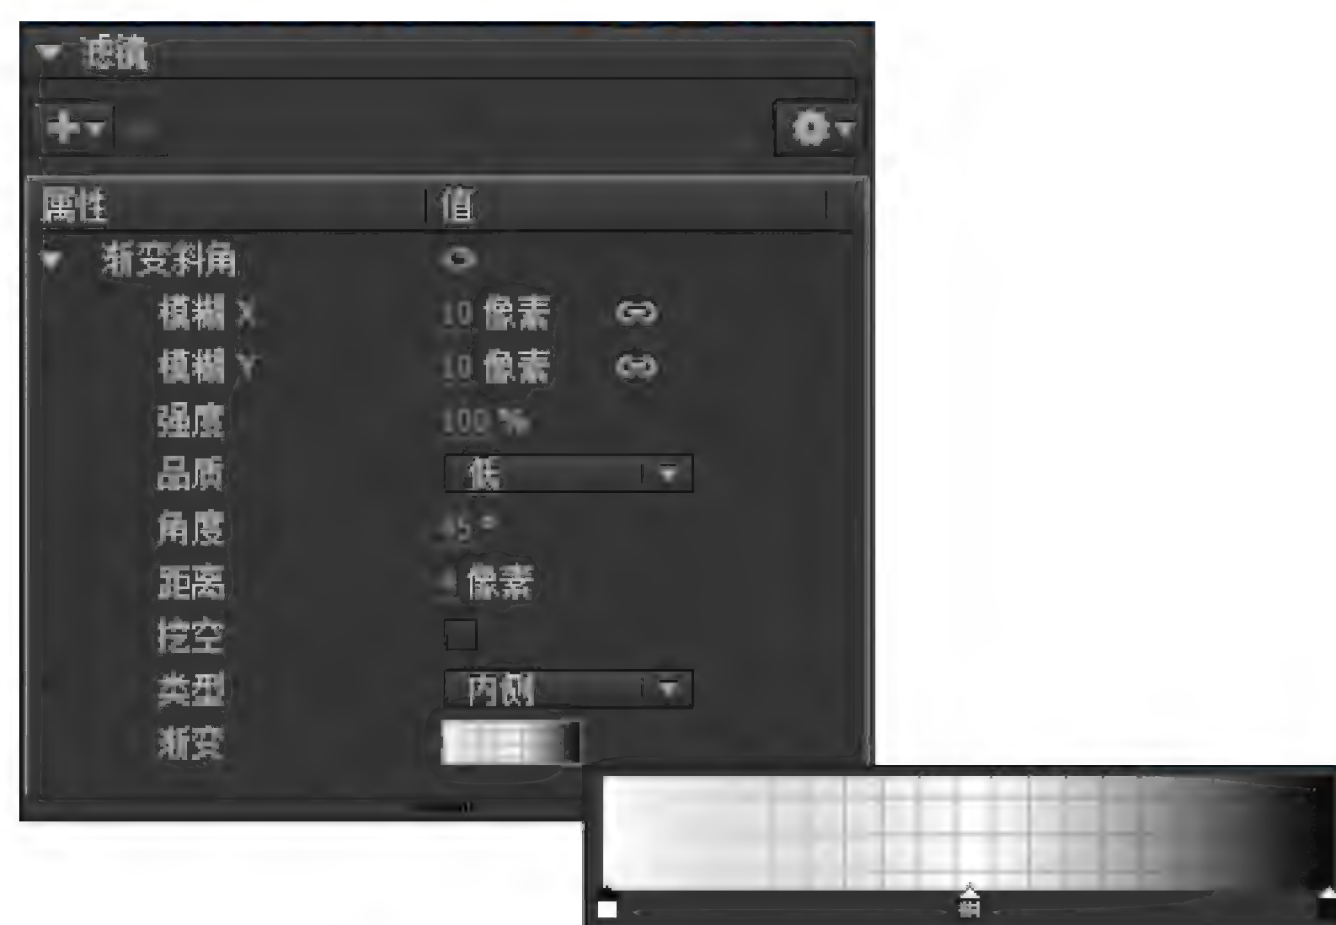 滤镜
属性 值
渐变斜角
模糊 X 10 像素
模糊 Y 10 像素
强度 100 %
品质 低
角度 45 °
距离 像素
挖空
类型 两侧
渐变